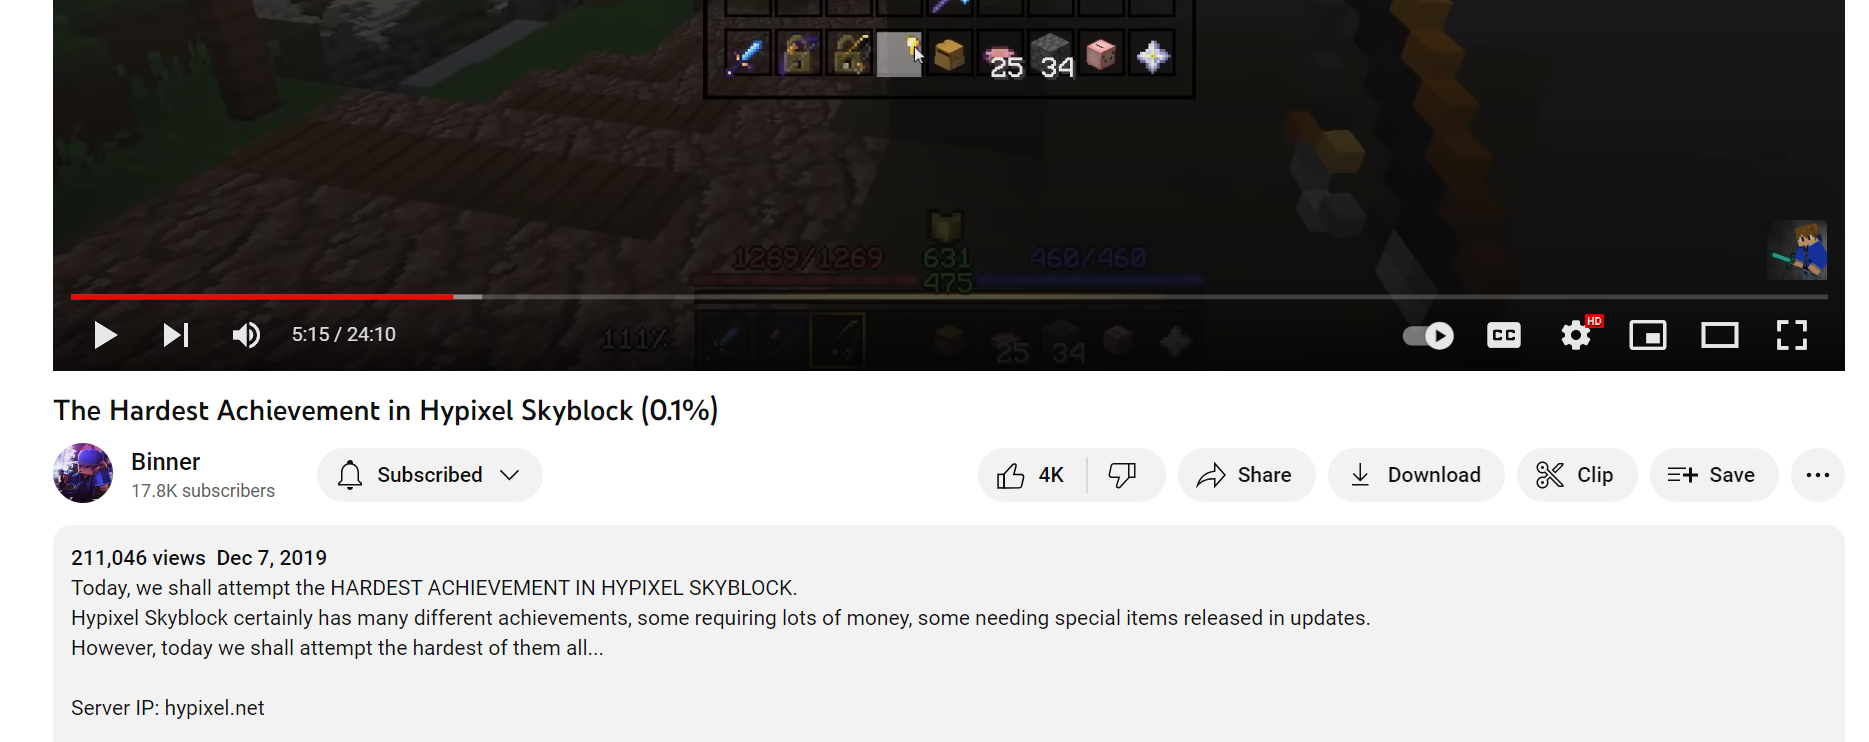 25 34
1269/1269 631 460/460
475
5:15 / 24:10
111%
25 34
CC
HD
The Hardest Achievement in Hypixel Skyblock (0.1%)
Binner
17.8K subscribers
Subscribed
4K
Share
Download
Clip
Save
211,046 views Dec 7, 2019
Today, we shall attempt the HARDEST ACHIEVEMENT IN HYPIXEL SKYBLOCK.
Hypixel Skyblock certainly has many different achievements, some requiring lots of money, some needing special items released in updates.
However, today we shall attempt the hardest of them all...
Server IP: hypixel.net